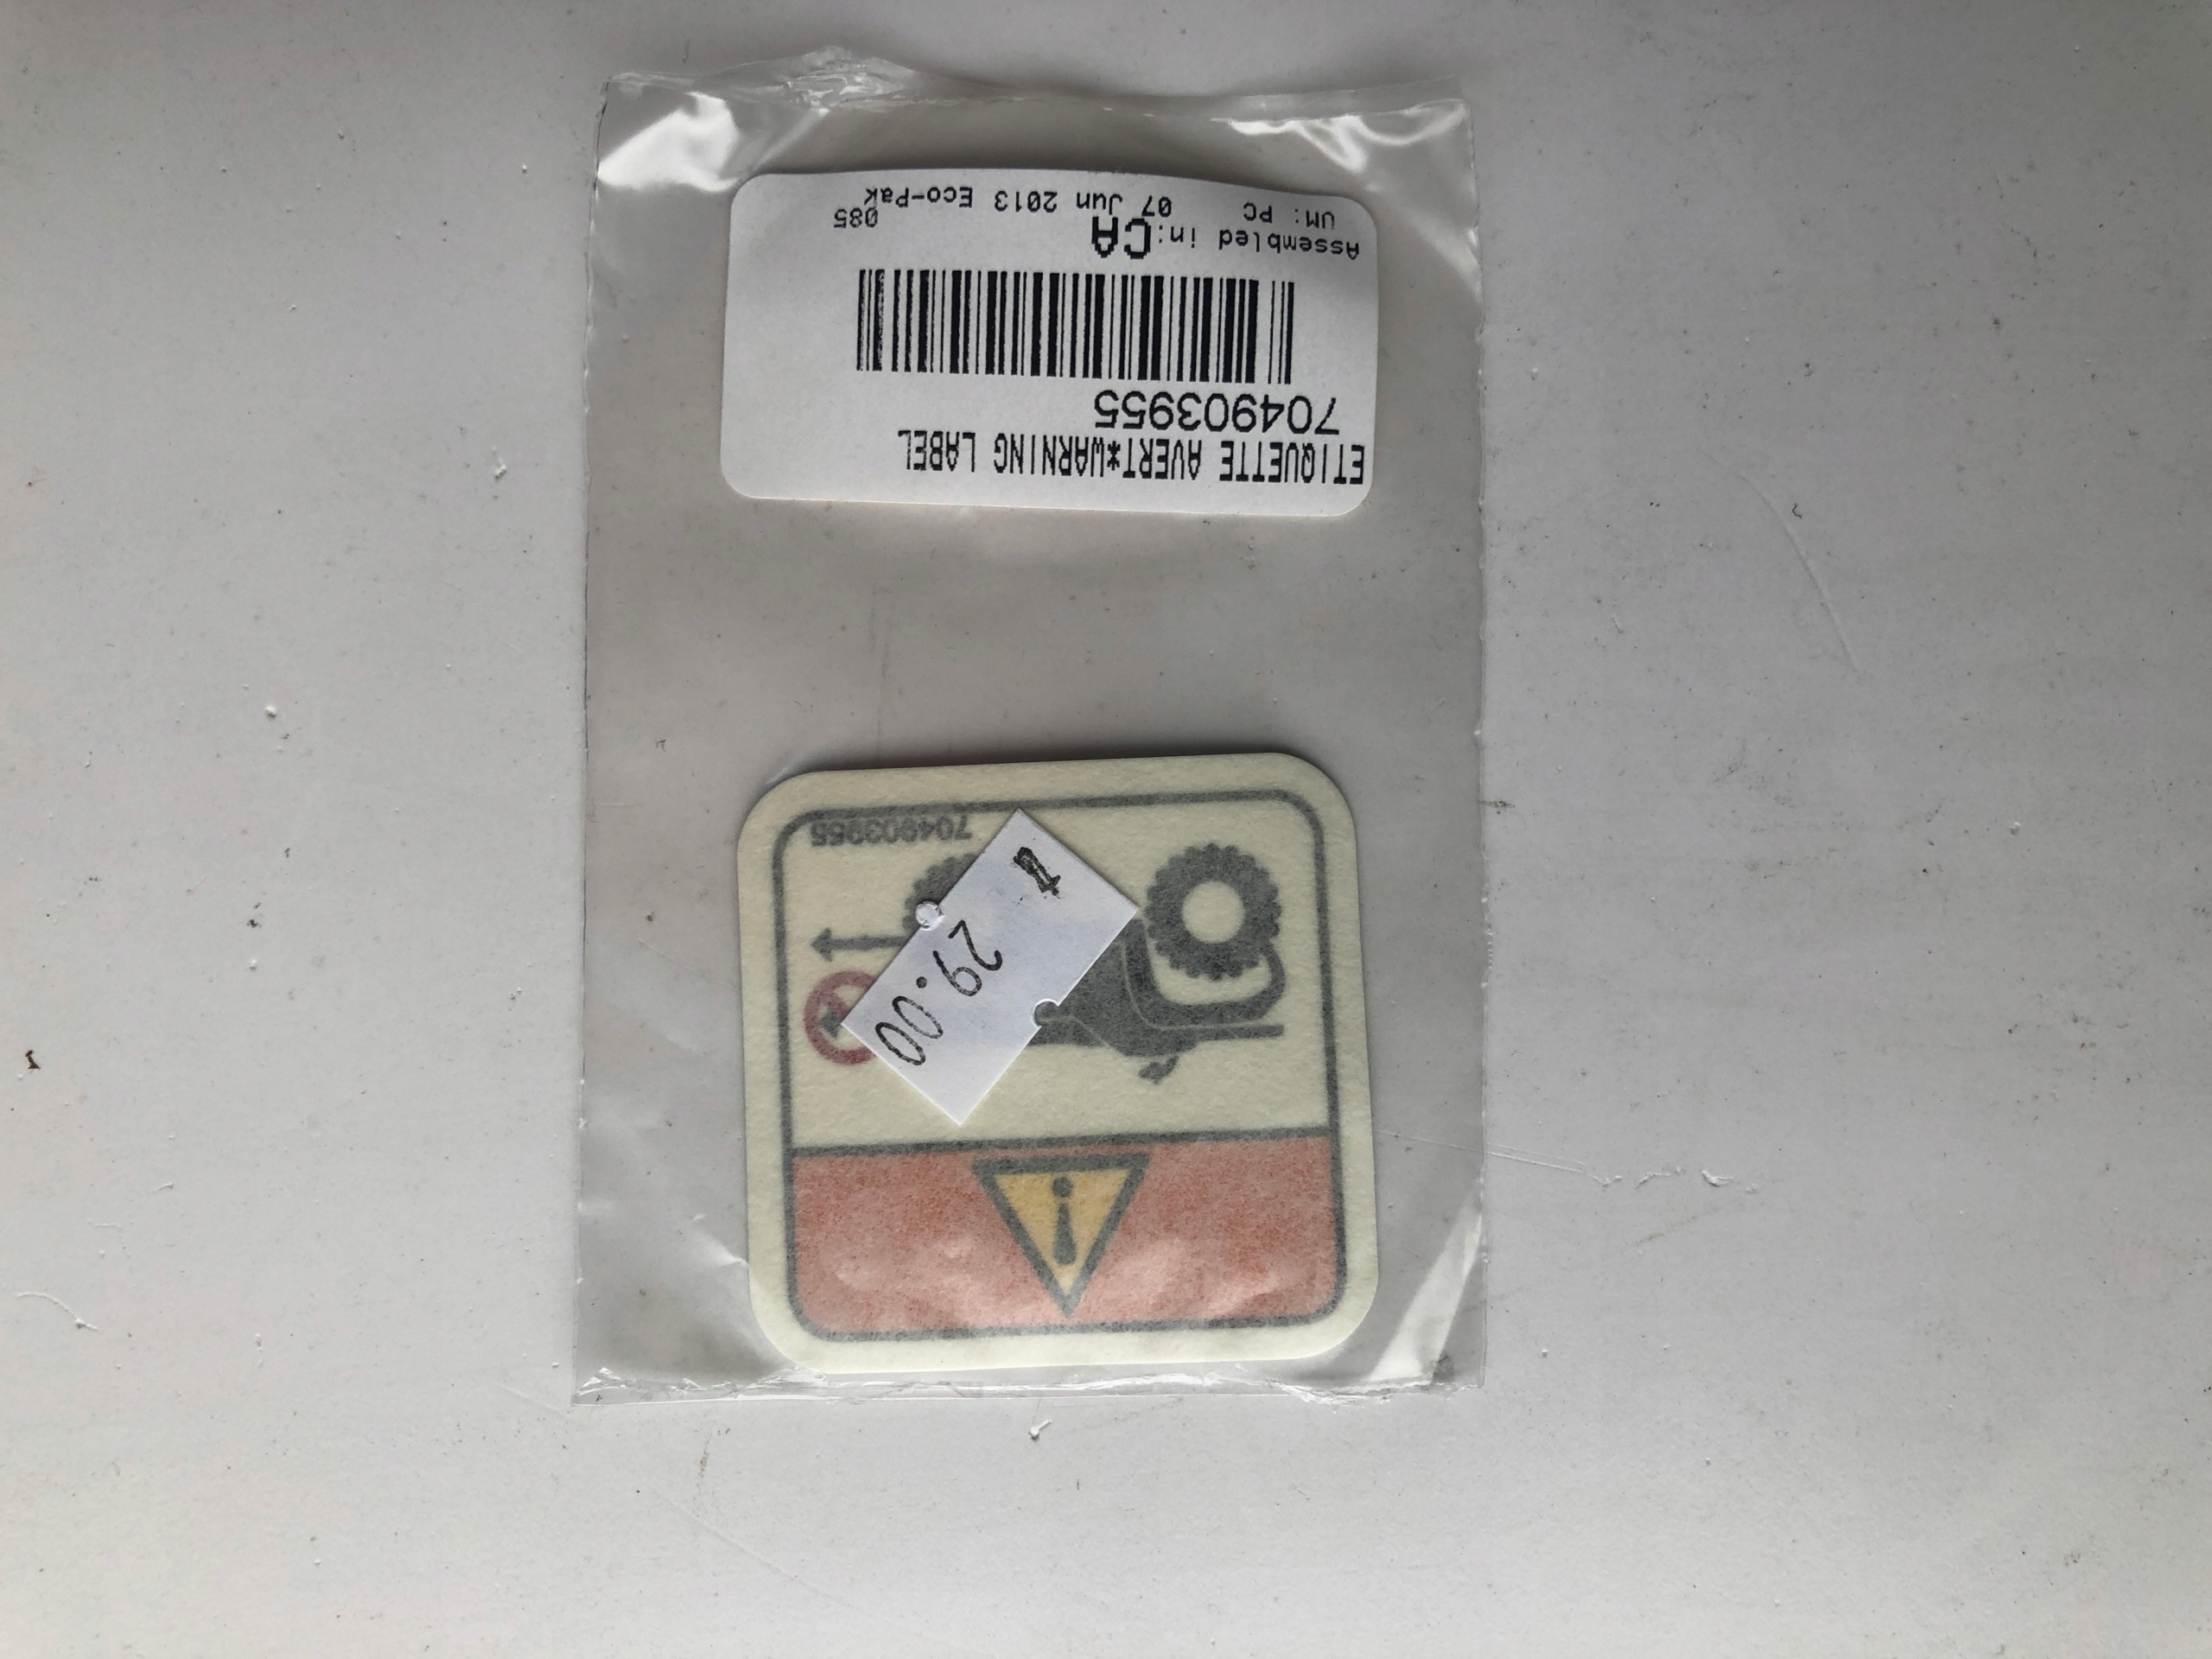 ETIQUETTE AVERT*WARNING LABEL
704903955
Assembled in:CA
UM: PC 07 Jun 2013 Eco-Pak
085
704903955
29.00
t